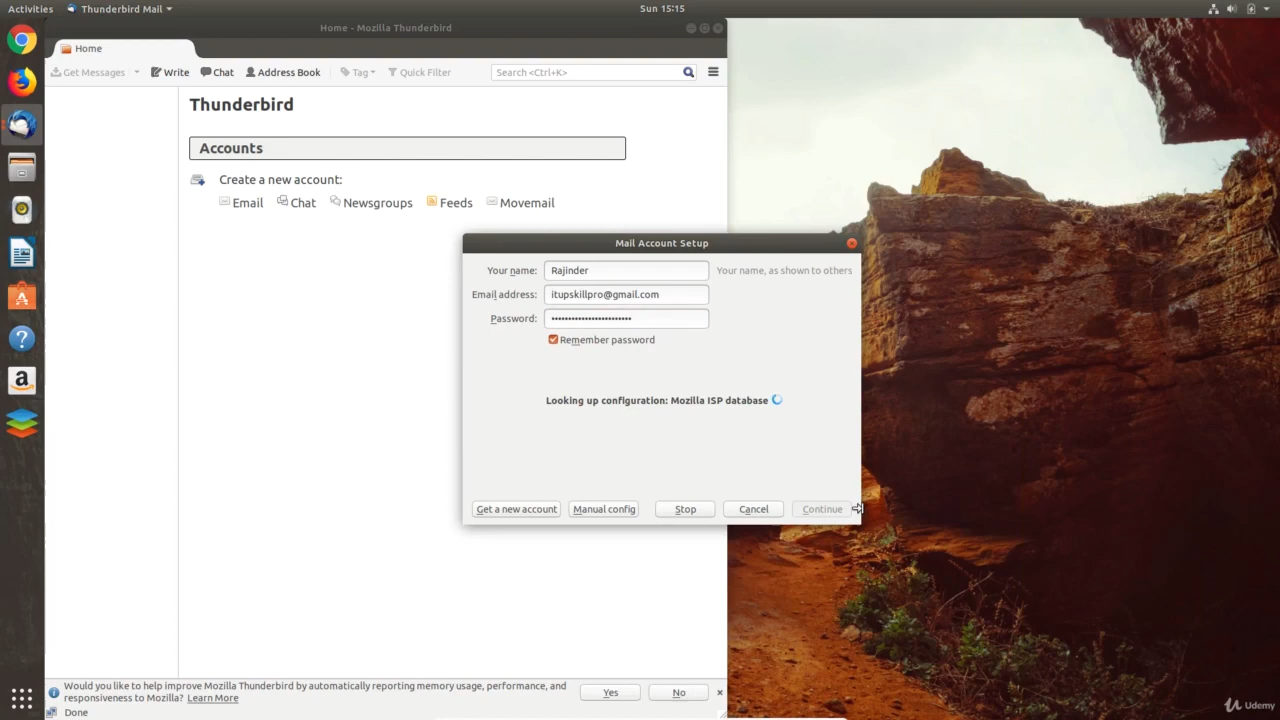 Activities Thunderbird Mail Sun 15:15
Home - Mozilla Thunderbird
Home
Get Messages Write Chat Address Book Tag Quick Filter Search <Ctrl+K>
Thunderbird
Accounts
Create a new account:
Email Chat Newsgroups Feeds Movemail
Mail Account Setup
Your name: Rajinder Your name, as shown to others
Email address: itupskillpro@gmail.com
Password: ••••••••••••••••••••••••
Remember password
Looking up configuration: Mozilla ISP database
Get a new account Manual config Stop Cancel Continue
Would you like to help improve Mozilla Thunderbird by automatically reporting memory usage, performance, and
responsiveness to Mozilla? Learn More Yes No
Done
Udemy